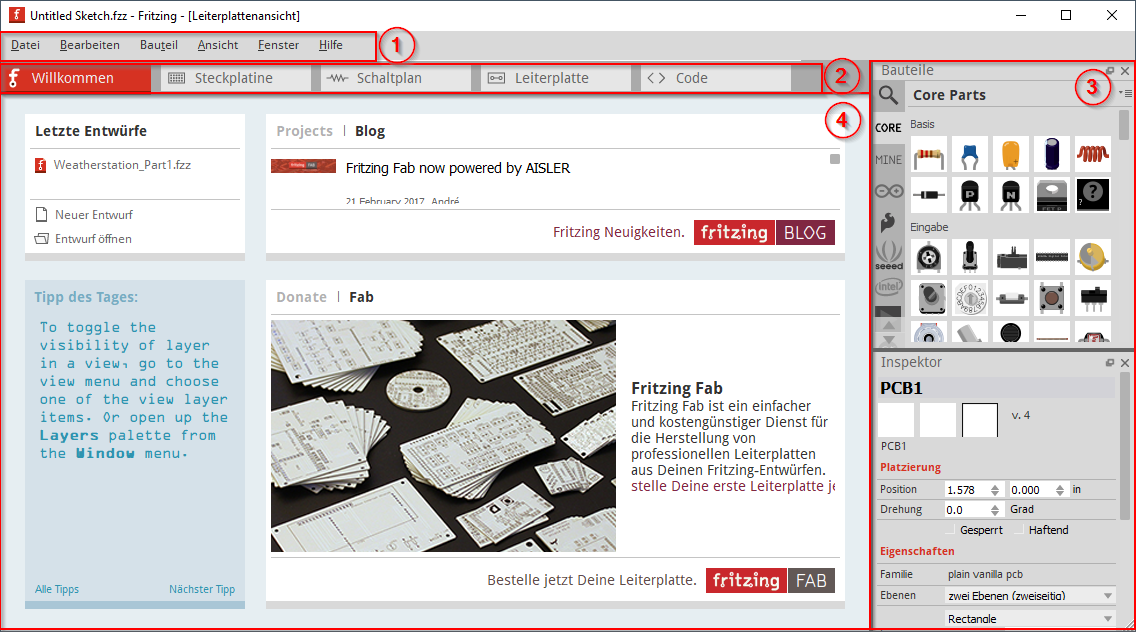 Untitled Sketch.fzz - Fritzing - [Leiterplattenansicht]
Datei Bearbeiten Bauteil Ansicht Fenster Hilfe
1
Willkommen Steckplatine Schaltplan Leiterplatte Code
2
Letzte Entwürfe
Weatherstation_Part1.fzz
Neuer Entwurf
Entwurf öffnen
Projects | Blog
4
Fritzing Fab now powered by AISLER
21 February 2017, André
Fritzing Neuigkeiten. fritzing BLOG
Tipp des Tages:
To toggle the
visibility of layer
in a view, go to the
view menu and choose
one of the view layer
items. Or open up the
Layers palette from
the Window menu.
Alle Tipps Nächster Tipp
Donate | Fab
Fritzing Fab
Fritzing Fab ist ein einfacher
und kostengünstiger Dienst für
die Herstellung von
professionellen Leiterplatten
aus Deinen Fritzing-Entwürfen.
stelle Deine erste Leiterplatte je
Bestelle jetzt Deine Leiterplatte. fritzing FAB
Bauteile
3
Core Parts
CORE
MINE
seeed
intel
Basis
P
N
?
Eingabe
Inspektor
PCB1
v. 4
PCB1
Platzierung
Position 1.578 0.000 in
Drehung 0.0 Grad
Gesperrt Haftend
Eigenschaften
Familie plain vanilla pcb
Ebenen zwei Ebenen (zweiseitig)
Rectangle